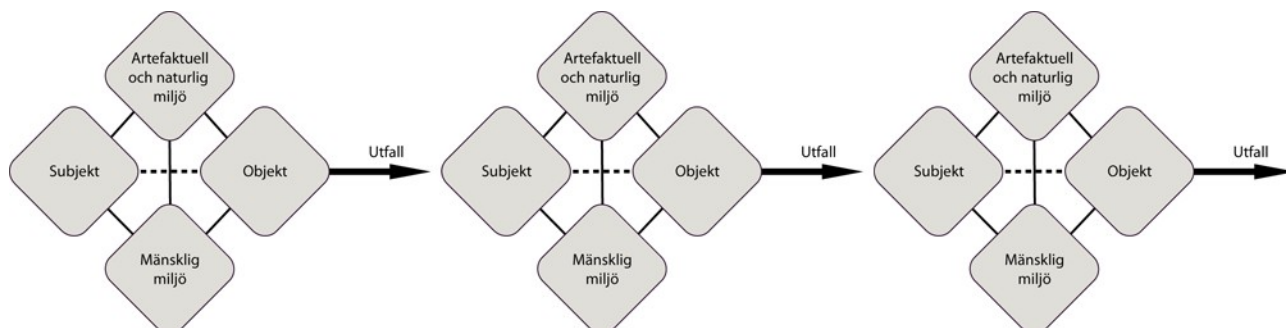 Artefaktuell
och naturlig
miljö
Subjekt
Objekt
Utfall
Mänsklig
miljö
Artefaktuell
och naturlig
miljö
Subjekt
Objekt
Utfall
Mänsklig
miljö
Artefaktuell
och naturlig
miljö
Subjekt
Objekt
Utfall
Mänsklig
miljö